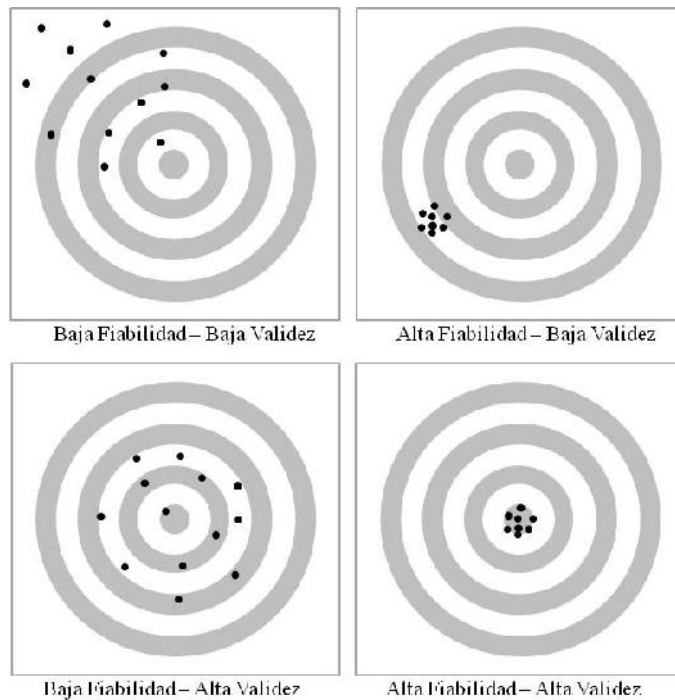 Baja Fiabilidad – Baja Validez
Alta Fiabilidad – Baja Validez
Baja Fiabilidad – Alta Validez
Alta Fiabilidad – Alta Validez